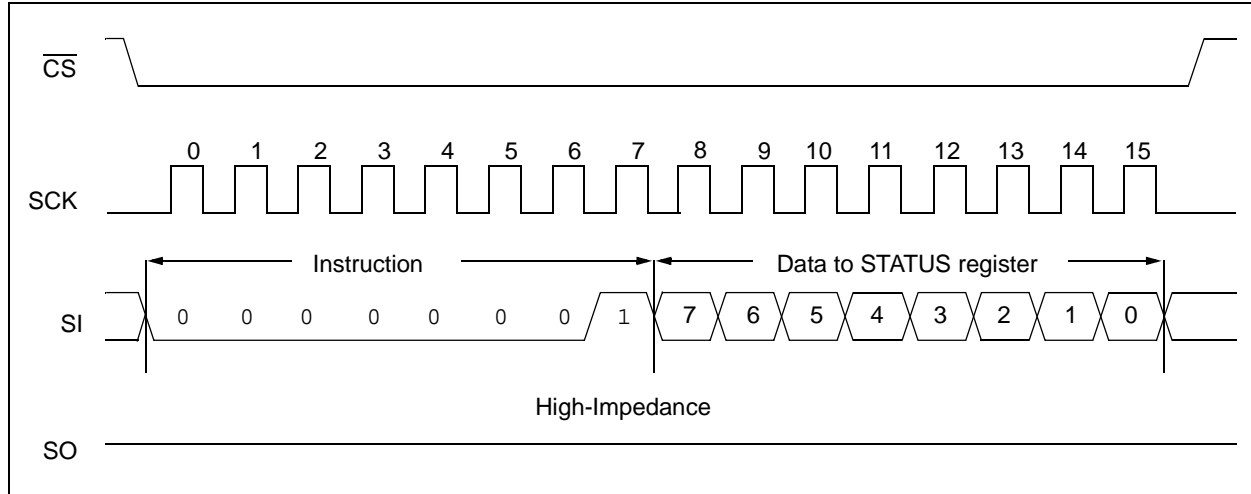 CS
0 1 2 3 4 5 6 7 8 9 10 11 12 13 14 15
SCK
Instruction Data to STATUS register
SI 0 0 0 0 0 0 0 1 7 6 5 4 3 2 1 0
High-Impedance
SO